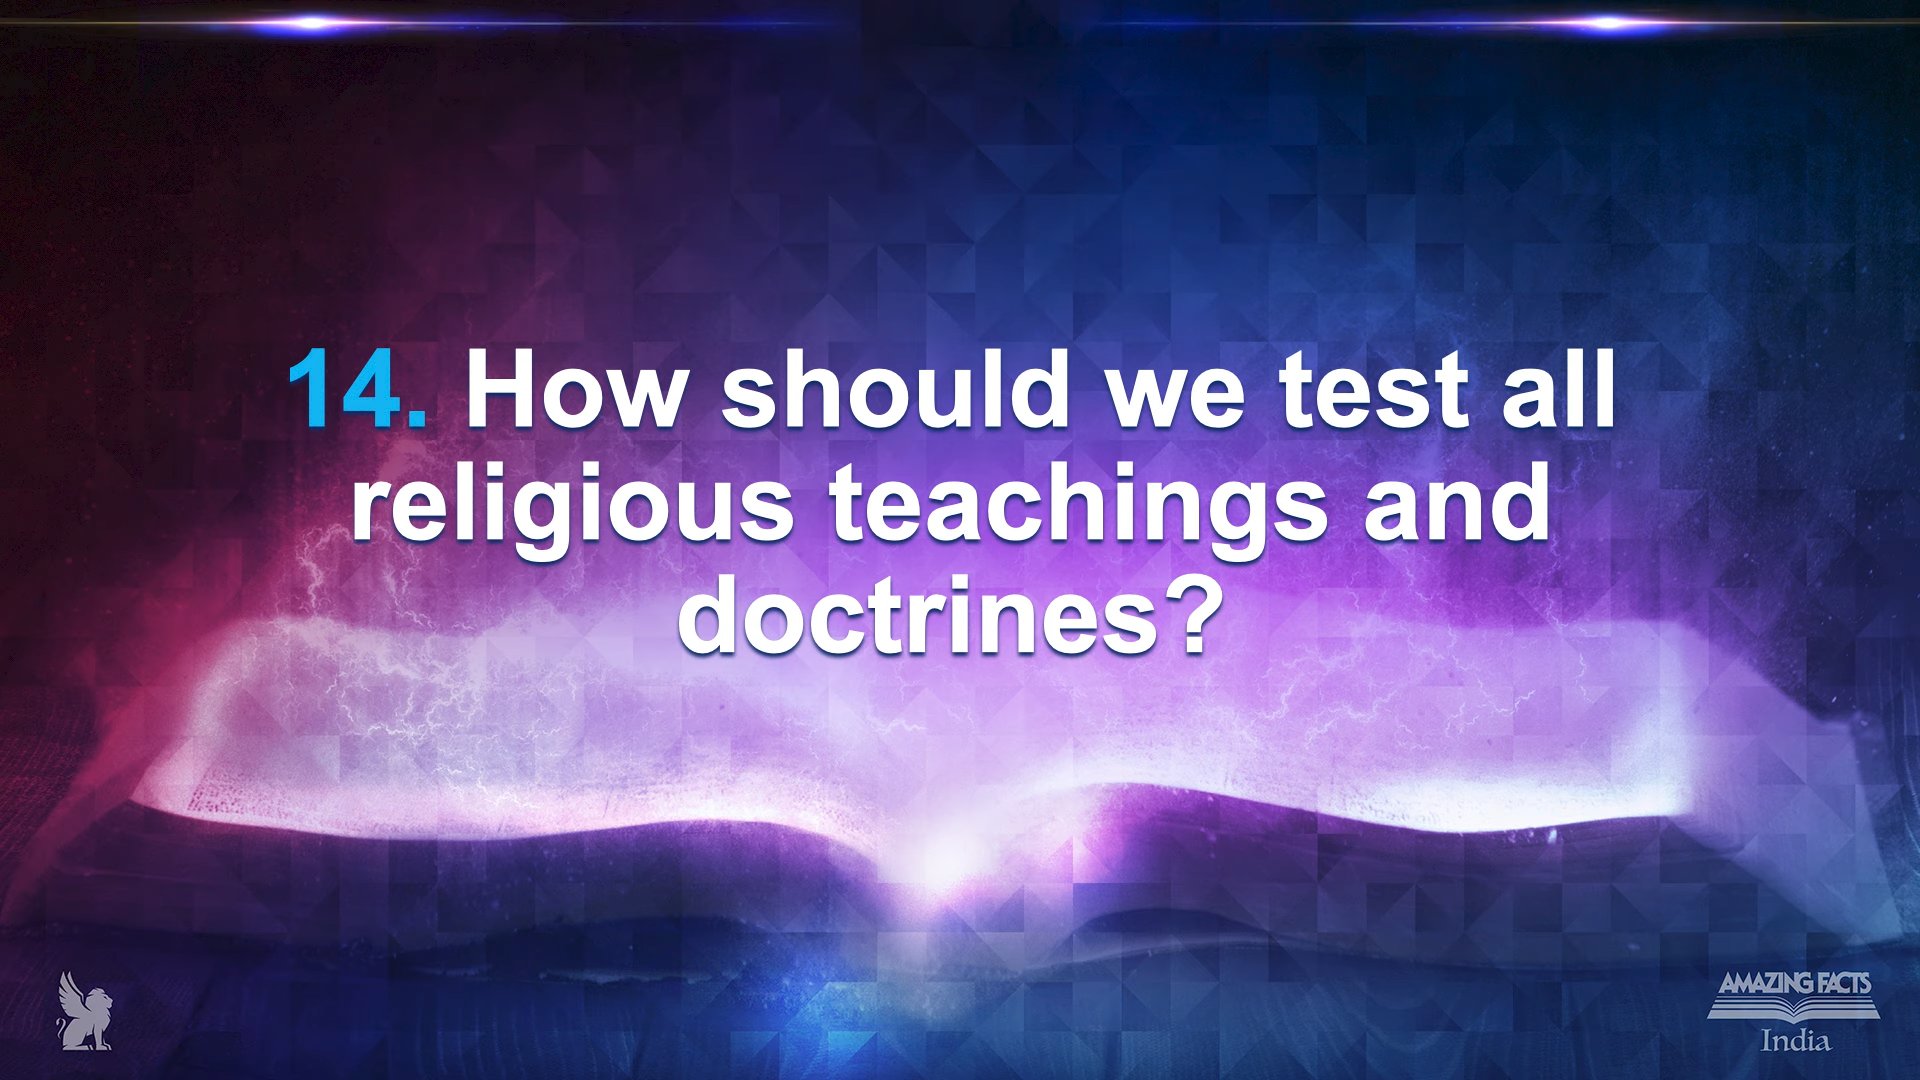 14. How should we test all
religious teachings and
doctrines?
AMAZING FACTS
India